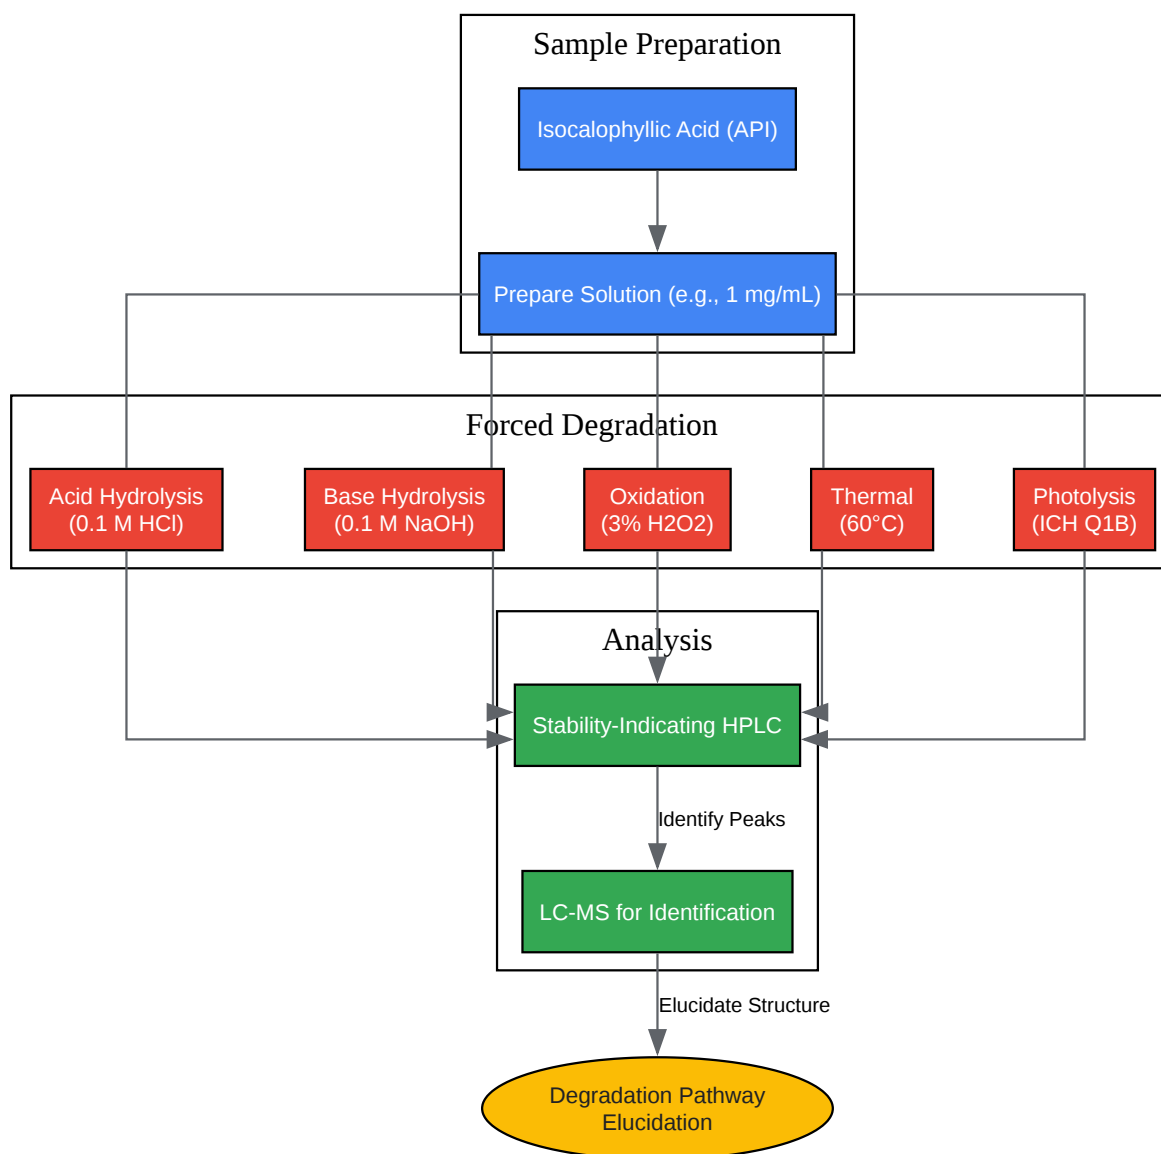 Sample Preparation
Isocalophyllic Acid (API)
Prepare Solution (e.g., 1 mg/mL)
Forced Degradation
Acid Hydrolysis
(0.1 M HCl)
Base Hydrolysis
(0.1 M NaOH)
Oxidation
(3% H2O2)
Thermal
(60°C)
Photolysis
(ICH Q1B)
Analysis
Stability-Indicating HPLC
Identify Peaks
LC-MS for Identification
Elucidate Structure
Degradation Pathway
Elucidation